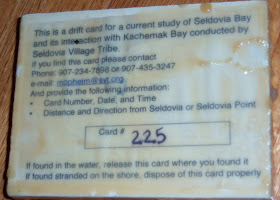 This is a drift card for a current study of Seldovia Bay
and its interaction with Kachemak Bay conducted by
Seldovia Village Tribe.
If you find this card please contact
Phone: 907-234-7898 or 907-435-3247
e-mail: mopheim@svt.org
And provide the following information:
• Card Number, Date, and Time
• Distance and Direction from Seldovia or Seldovia Point
Card # 225
If found in the water, release this card where you found it
If found stranded on the shore, dispose of this card properly